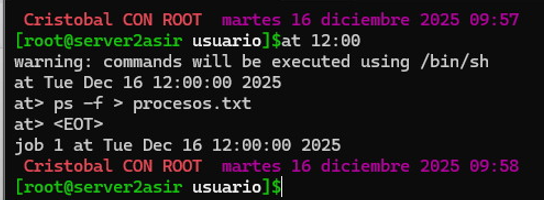 Cristobal CON ROOT martes 16 diciembre 2025 09:57
[root@server2asir usuario]$at 12:00
warning: commands will be executed using /bin/sh
at Tue Dec 16 12:00:00 2025
at> ps -f > procesos.txt
at> <EOT>
job 1 at Tue Dec 16 12:00:00 2025
Cristobal CON ROOT martes 16 diciembre 2025 09:58
[root@server2asir usuario]$